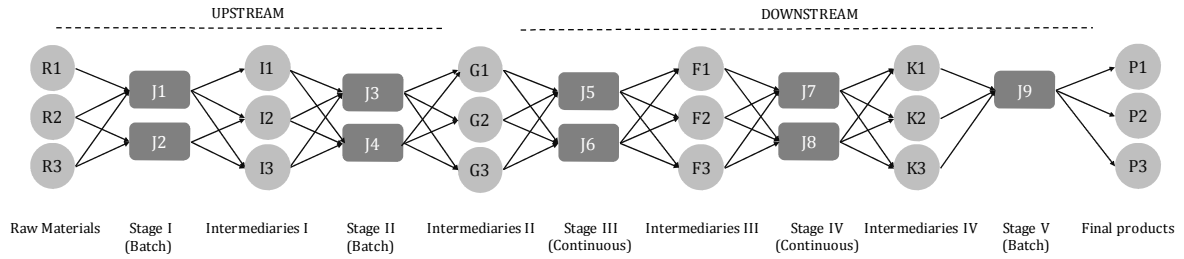 UPSTREAM
DOWNSTREAM
R1
R2
R3
J1
J2
I1
I2
I3
J3
J4
G1
G2
G3
J5
J6
F1
F2
F3
J7
J8
K1
K2
K3
J9
P1
P2
P3
Raw Materials
Stage I
(Batch)
Intermediaries I
Stage II
(Batch)
Intermediaries II
Stage III
(Continuous)
Intermediaries III
Stage IV
(Continuous)
Intermediaries IV
Stage V
(Batch)
Final products